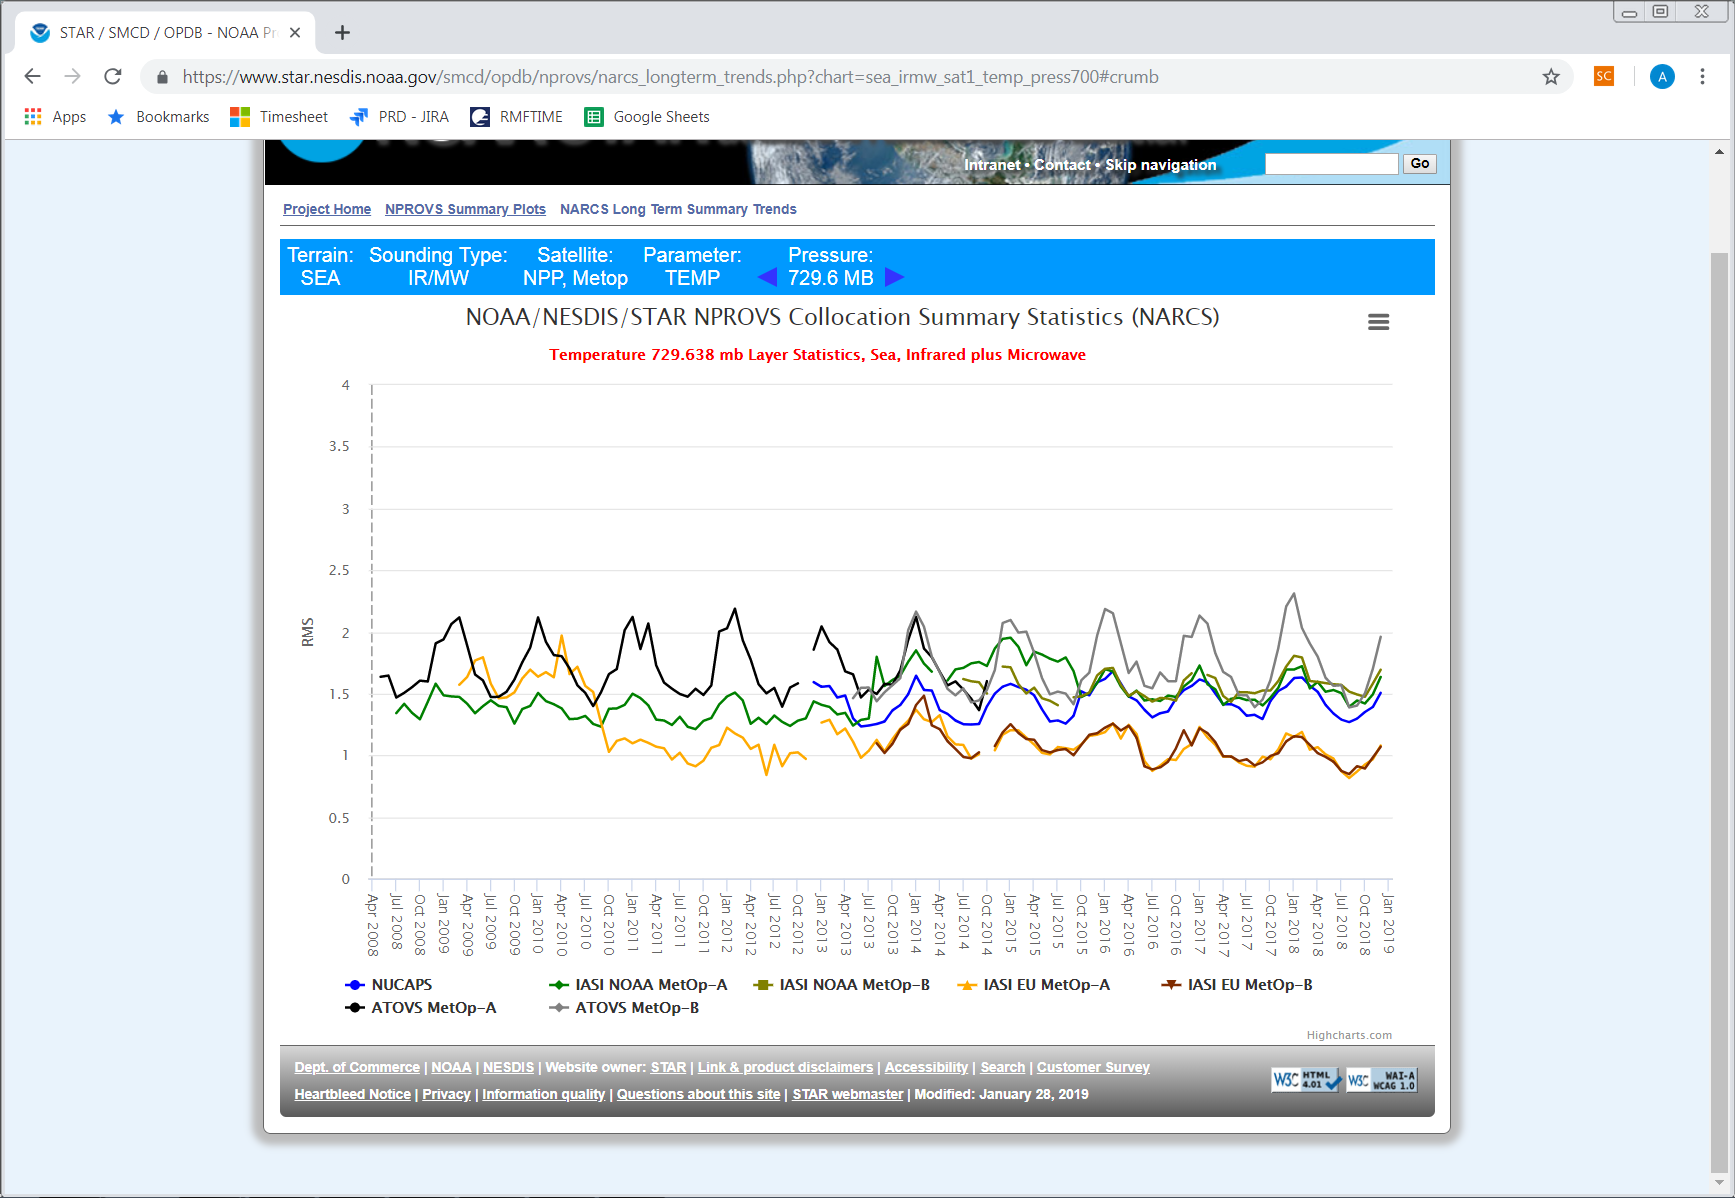 STAR / SMCD / OPDB - NOAA Pr
https://www.star.nesdis.noaa.gov/smcd/opdb/nprovs/narcs_longterm_trends.php?chart=sea_irmw_sat1_temp_press700#crumb
SC
A
Apps Bookmarks Timesheet PRD - JIRA RMFTIME Google Sheets
Intranet • Contact • Skip navigation Go
Project Home NPROVS Summary Plots NARCS Long Term Summary Trends
Terrain: Sounding Type: Satellite: Parameter: Pressure:
SEA IR/MW NPP, Metop TEMP 729.6 MB
NOAA/NESDIS/STAR NPROVS Collocation Summary Statistics (NARCS)
Temperature 729.638 mb Layer Statistics, Sea, Infrared plus Microwave
4
3.5
3
2.5
2
1.5
1
0.5
0
RMS
Apr 2008 Jul 2008 Oct 2008 Jan 2009 Apr 2009 Jul 2009 Oct 2009 Jan 2010 Apr 2010 Jul 2010 Oct 2010 Jan 2011 Apr 2011 Jul 2011 Oct 2011 Jan 2012 Apr 2012 Jul 2012 Oct 2012 Jan 2013 Apr 2013 Jul 2013 Oct 2013 Jan 2014 Apr 2014 Jul 2014 Oct 2014 Jan 2015 Apr 2015 Jul 2015 Oct 2015 Jan 2016 Apr 2016 Jul 2016 Oct 2016 Jan 2017 Apr 2017 Jul 2017 Oct 2017 Jan 2018 Apr 2018 Jul 2018 Oct 2018 Jan 2019
NUCAPS IASI NOAA MetOp-A IASI NOAA MetOp-B IASI EU MetOp-A IASI EU MetOp-B
ATOVS MetOp-A ATOVS MetOp-B
Highcharts.com
Dept. of Commerce | NOAA | NESDIS | Website owner: STAR | Link & product disclaimers | Accessibility | Search | Customer Survey
Heartbleed Notice | Privacy | Information quality | Questions about this site | STAR webmaster | Modified: January 28, 2019
W3C HTML 4.01 W3C WAI-A WCAG 1.0